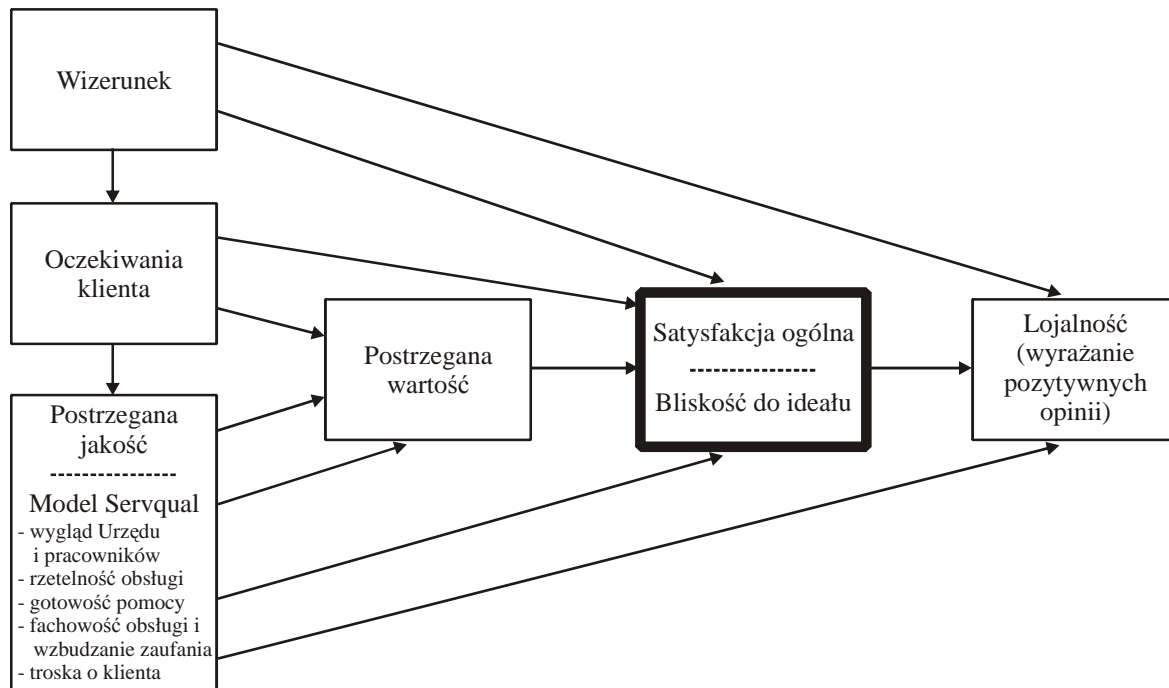 Wizerunek
Oczekiwania
klienta
Postrzegana
jakość
Model Servqual
- wygląd Urzędu
i pracowników
- rzetelność obsługi
- gotowość pomocy
- fachowość obsługi i
wzbudzanie zaufania
- troska o klienta
Postrzegana
wartość
Satysfakcja ogólna
Bliskość do ideału
Lojalność
(wyrażanie
pozytywnych
opinii)